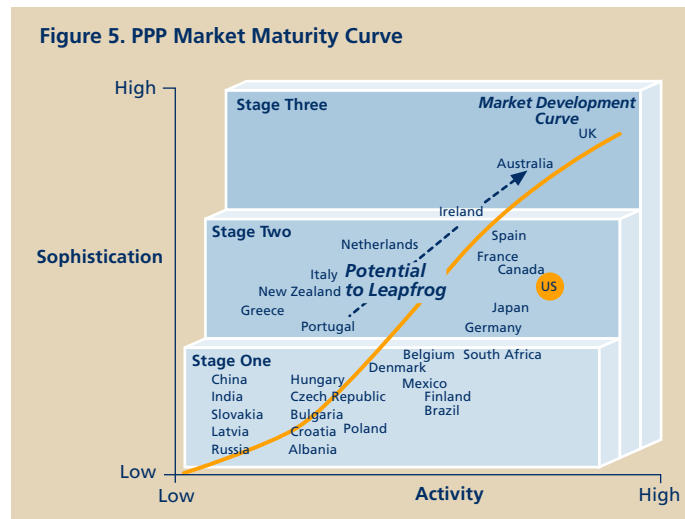 Figure 5. PPP Market Maturity Curve
High
Stage Three
Market Development
Curve
UK
Australia
Ireland
Stage Two
Netherlands
Spain
France
Sophistication
Italy
Potential
Canada
New Zealand
to Leapfrog
US
Greece
Japan
Portugal
Germany
Stage One
Belgium
South Africa
Denmark
China
Hungary
Mexico
India
Czech Republic
Finland
Slovakia
Bulgaria
Brazil
Latvia
Croatia
Poland
Russia
Albania
Low
Low
Activity
High